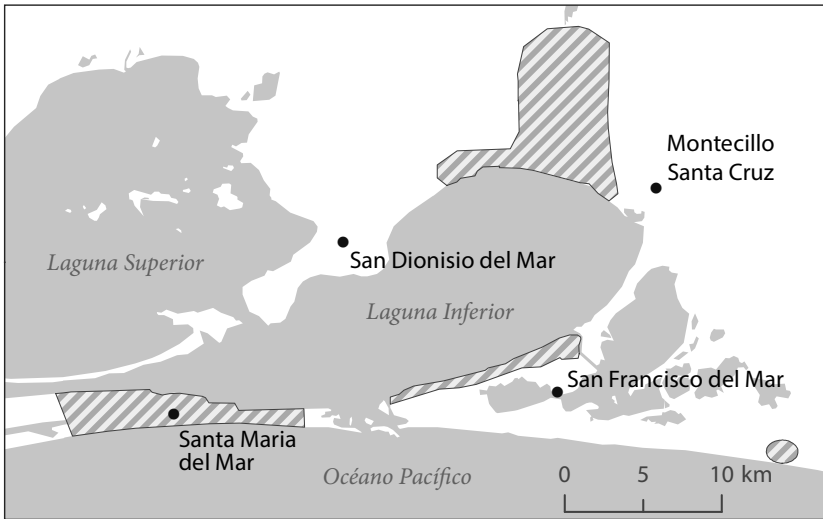 Montecillo
Santa Cruz
Laguna Superior
San Dionisio del Mar
Laguna Inferior
San Francisco del Mar
Santa Maria
del Mar
Océano Pacífico
0 5 10 km